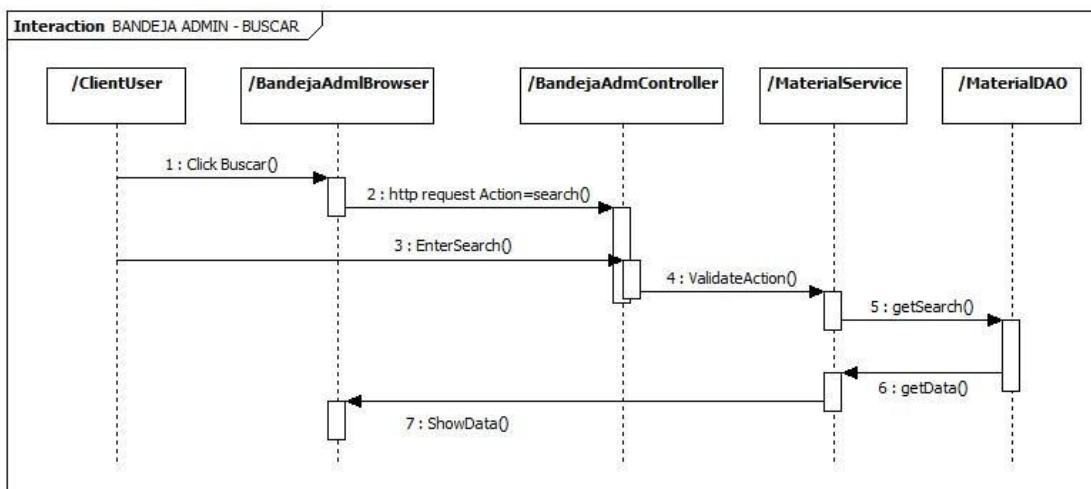 Interaction BANDEJA ADMIN - BUSCAR
/ClientUser
/BandejaAdmlBrowser
/BandejaAdmController
/MaterialService
/MaterialDAO
1 : Click Buscar()
2 : http request Action=search()
3 : EnterSearch()
4 : ValidateAction()
5 : getSearch()
6 : getData()
7 : ShowData()